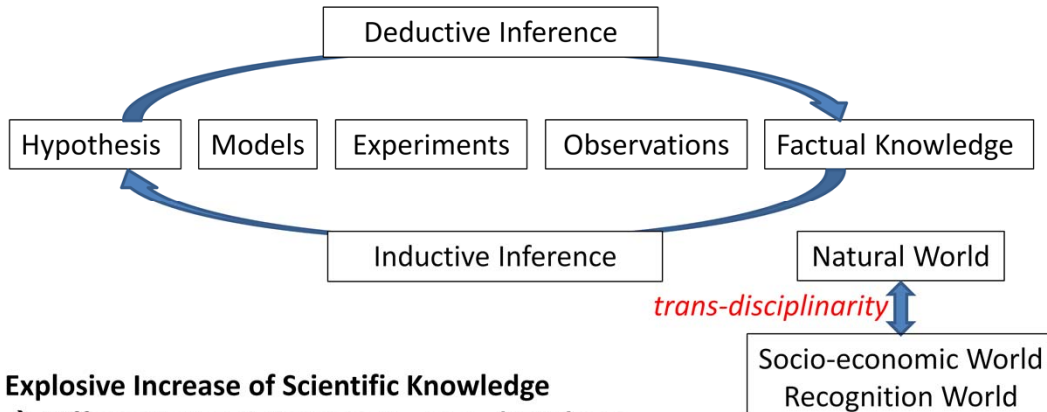 Deductive Inference
Hypothesis
Models
Experiments
Observations
Factual Knowledge
Inductive Inference
Natural World
trans-disciplinarity
Socio-economic World
Recognition World
Explosive Increase of Scientific Knowledge